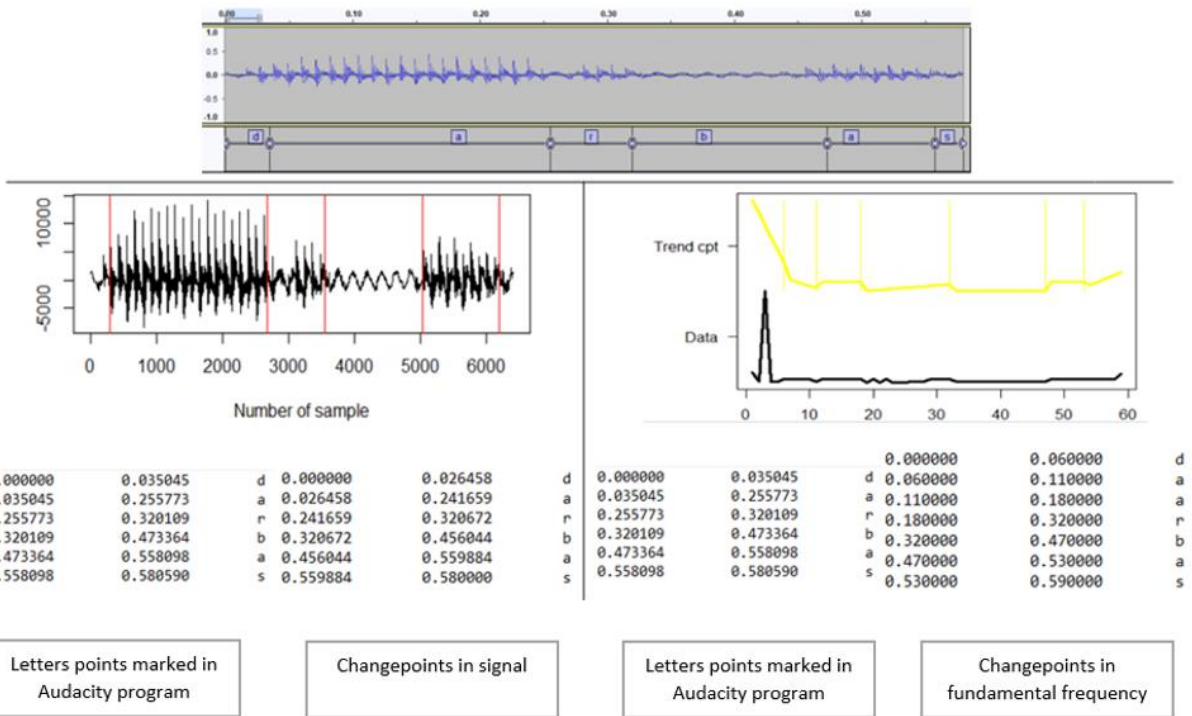 0.00 0.10 0.20 0.30 0.40 0.50
1.0
0.5
0.0
-0.5
-1.0
d a r b a s
10000
-5000
0 1000 2000 3000 4000 5000 6000
Number of sample
Trend cpt
Data
0 10 20 30 40 50 60
.000000 0.035045 d
.035045 0.255773 a
.255773 0.320109 r
.320109 0.473364 b
.473364 0.558098 a
.558098 0.580590 s
0.000000 0.026458 d
0.026458 0.241659 a
0.241659 0.320672 r
0.320672 0.456044 b
0.456044 0.559884 a
0.559884 0.580000 s
0.000000 0.035045 d
0.035045 0.255773 a
0.255773 0.320109 r
0.320109 0.473364 b
0.473364 0.558098 a
0.558098 0.580590 s
0.000000 0.060000 d
0.060000 0.110000 a
0.110000 0.180000 a
0.180000 0.320000 r
0.320000 0.470000 b
0.470000 0.530000 a
0.530000 0.590000 s
Letters points marked in
Audacity program
Changepoints in signal
Letters points marked in
Audacity program
Changepoints in
fundamental frequency